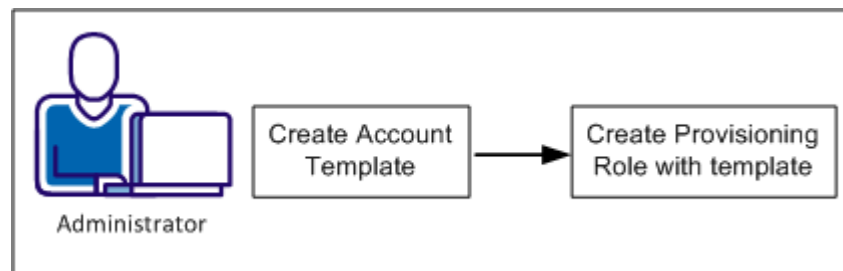 Administrator
Create Account
Template
Create Provisioning
Role with template